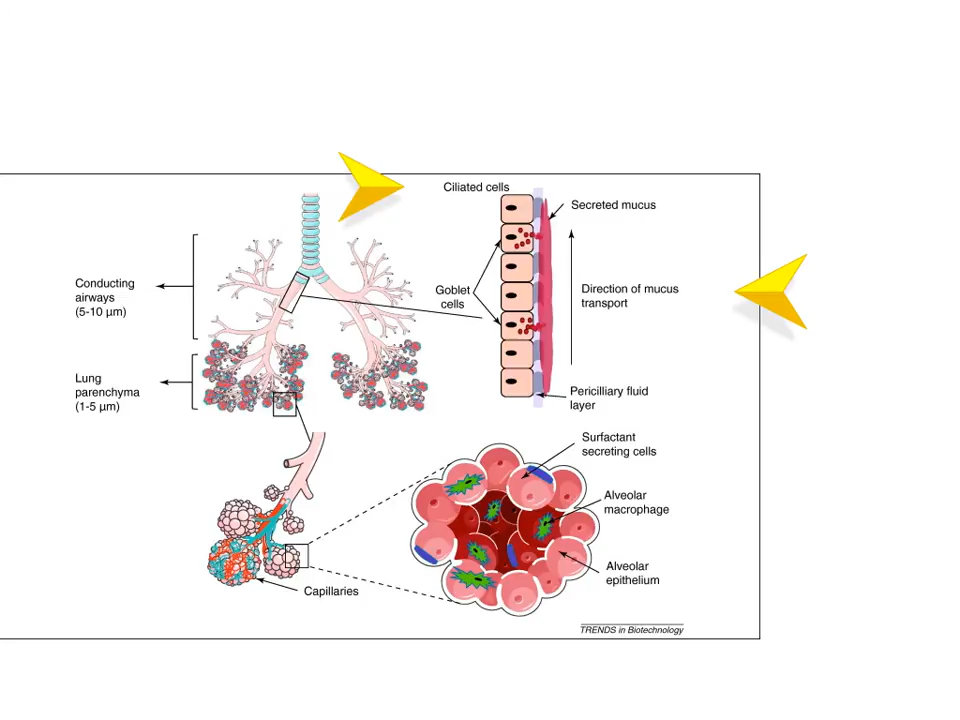 Ciliated cells
Secreted mucus
Conducting
airways
(5-10 µm)
Goblet
cells
Direction of mucus
transport
Lung
parenchyma
(1-5 µm)
Pericilliary fluid
layer
Surfactant
secreting cells
Alveolar
macrophage
Alveolar
epithelium
Capillaries
TRENDS in Biotechnology